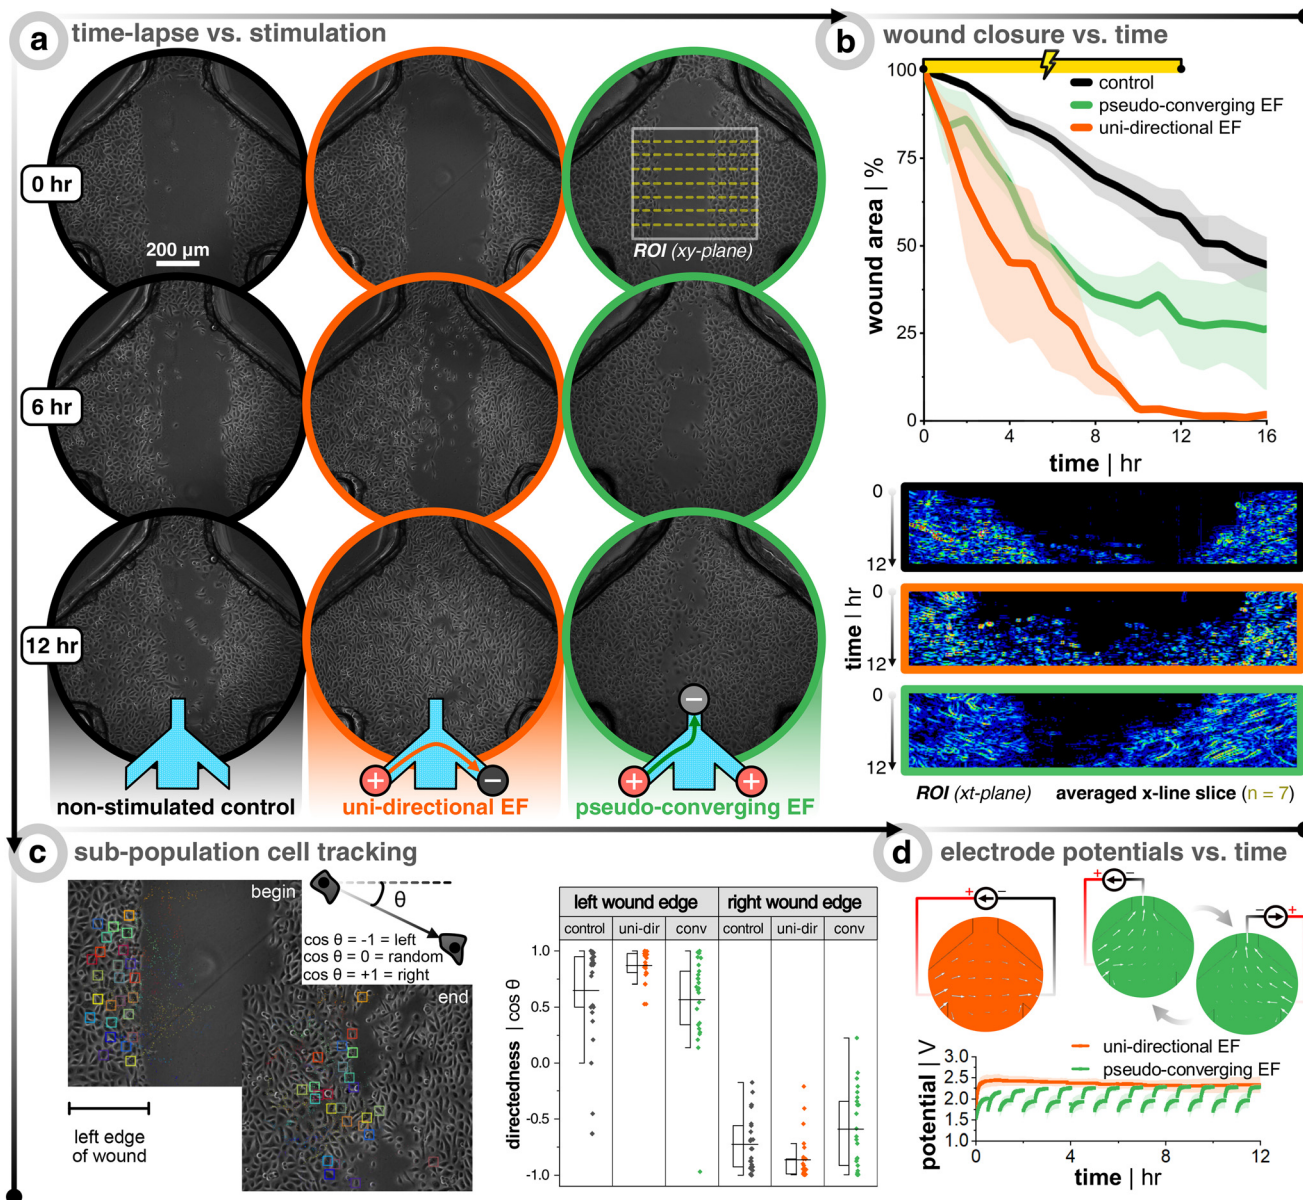 a time-lapse vs. stimulation
0 hr
200 µm
ROI (xy-plane)
6 hr
12 hr
+ −
−
+ +
non-stimulated control
uni-directional EF
pseudo-converging EF
b wound closure vs. time
control
pseudo-converging EF
uni-directional EF
wound area | %
100
75
50
25
0
0 4 8 12 16
time | hr
time | hr
0
12
0
12
0
12
ROI (xt-plane) averaged x-line slice (n = 7)
c sub-population cell tracking
begin
θ
cos θ = -1 = left
cos θ = 0 = random
cos θ = +1 = right
end
left edge
of wound
left wound edge right wound edge
control uni-dir conv control uni-dir conv
directedness | cos θ
1.0
0.5
0.0
-0.5
-1.0
d electrode potentials vs. time
+ −
+ −
− +
uni-directional EF
pseudo-converging EF
potential | V
3.0
2.5
2.0
1.5
1.0
0 2 4 6 8 10 12
time | hr